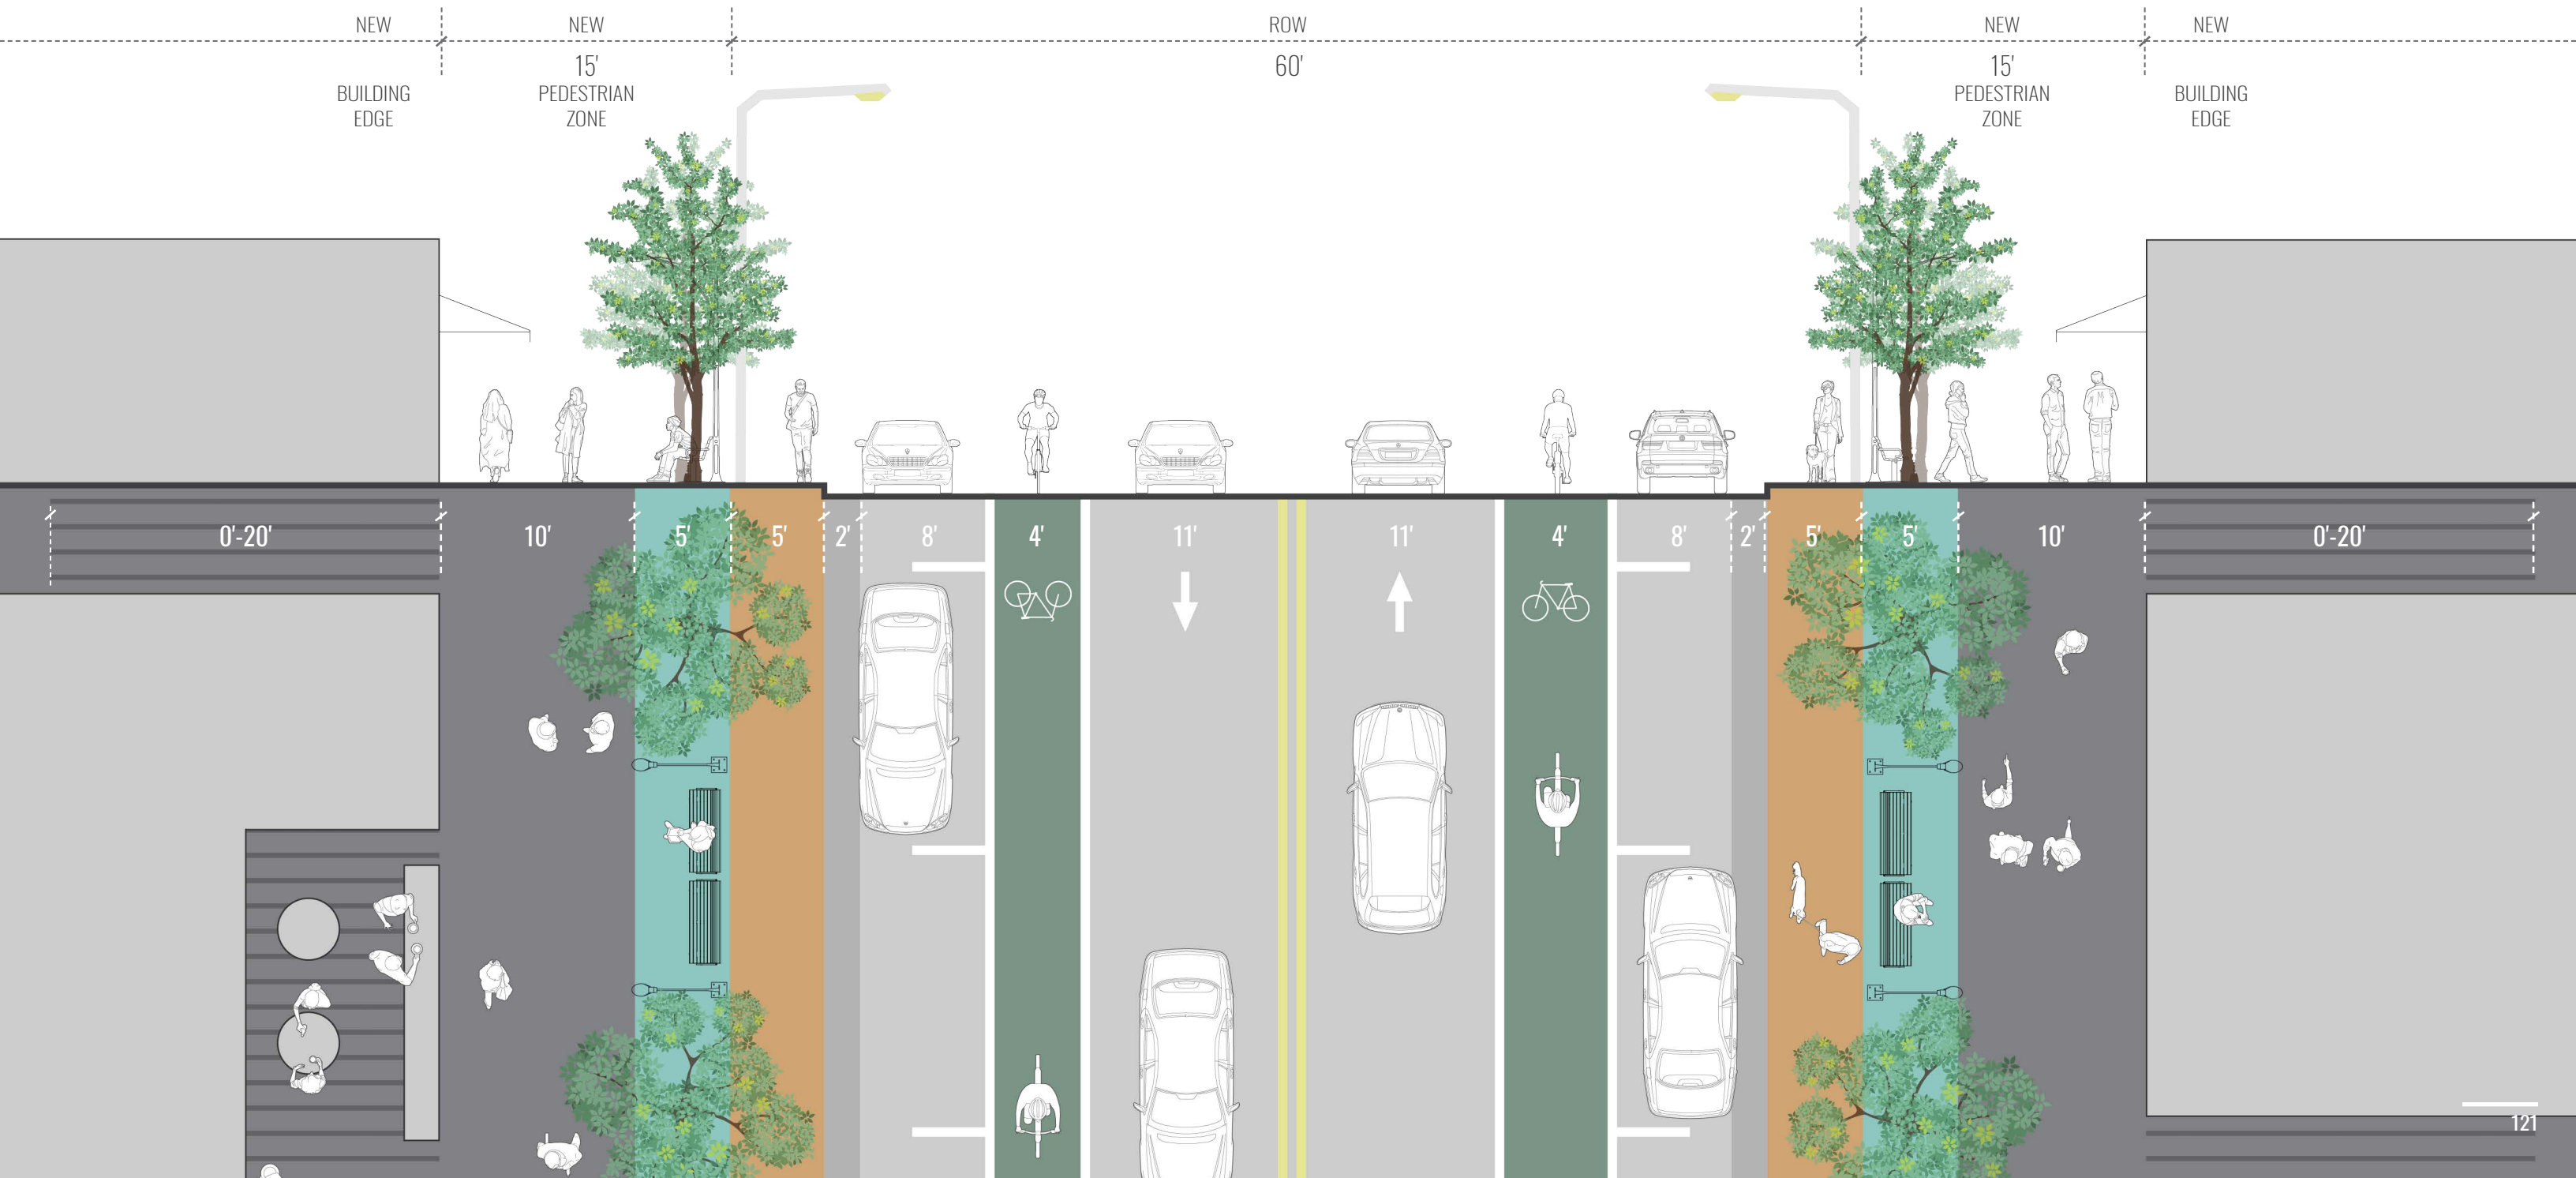 NEW
NEW
ROW
NEW
NEW
15'
60'
15'
BUILDING
EDGE
PEDESTRIAN
ZONE
PEDESTRIAN
ZONE
BUILDING
EDGE
0'-20'
10'
5'
5'
2'
8'
4'
11'
11'
4'
8'
2'
5'
5'
10'
0'-20'
121